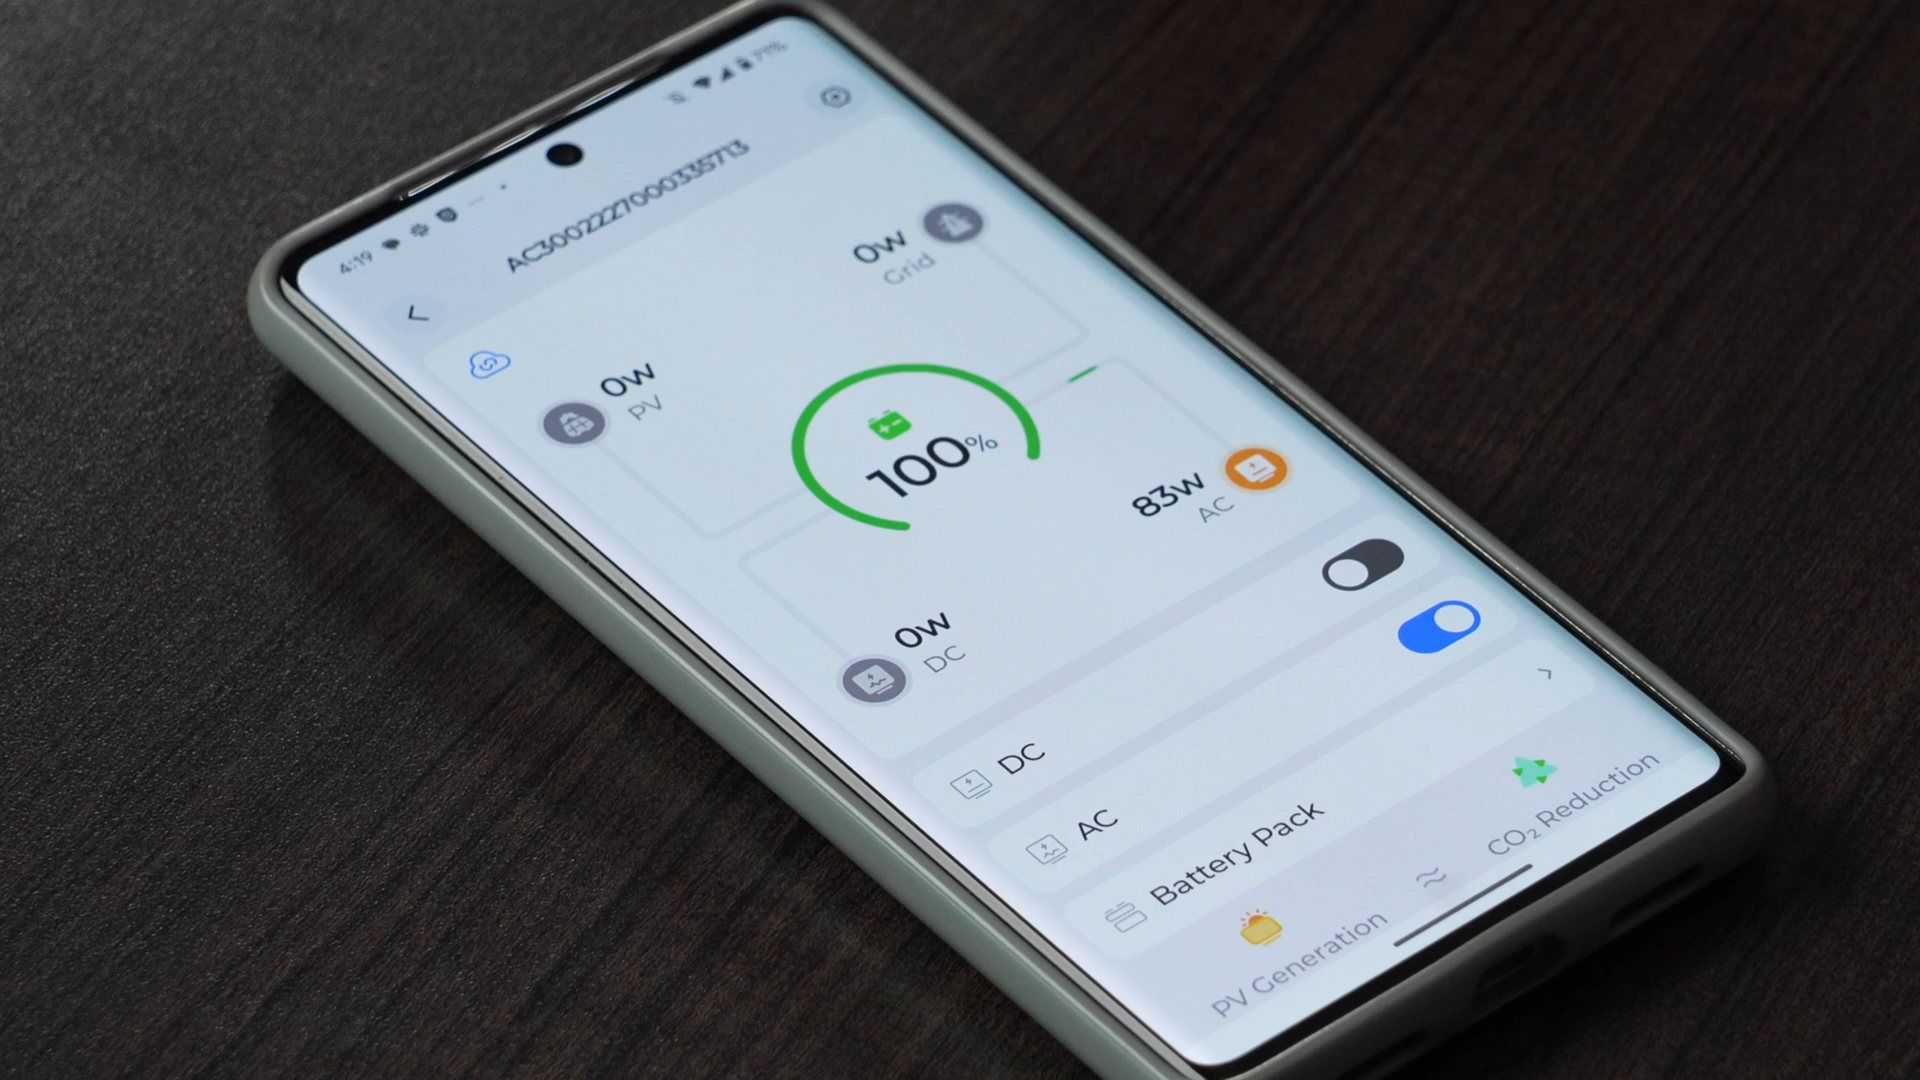 4:19
71%
AC3002227000335713
0w
Grid
0w
PV
100%
83w
AC
0w
DC
DC
AC
Battery Pack
PV Generation
CO₂ Reduction